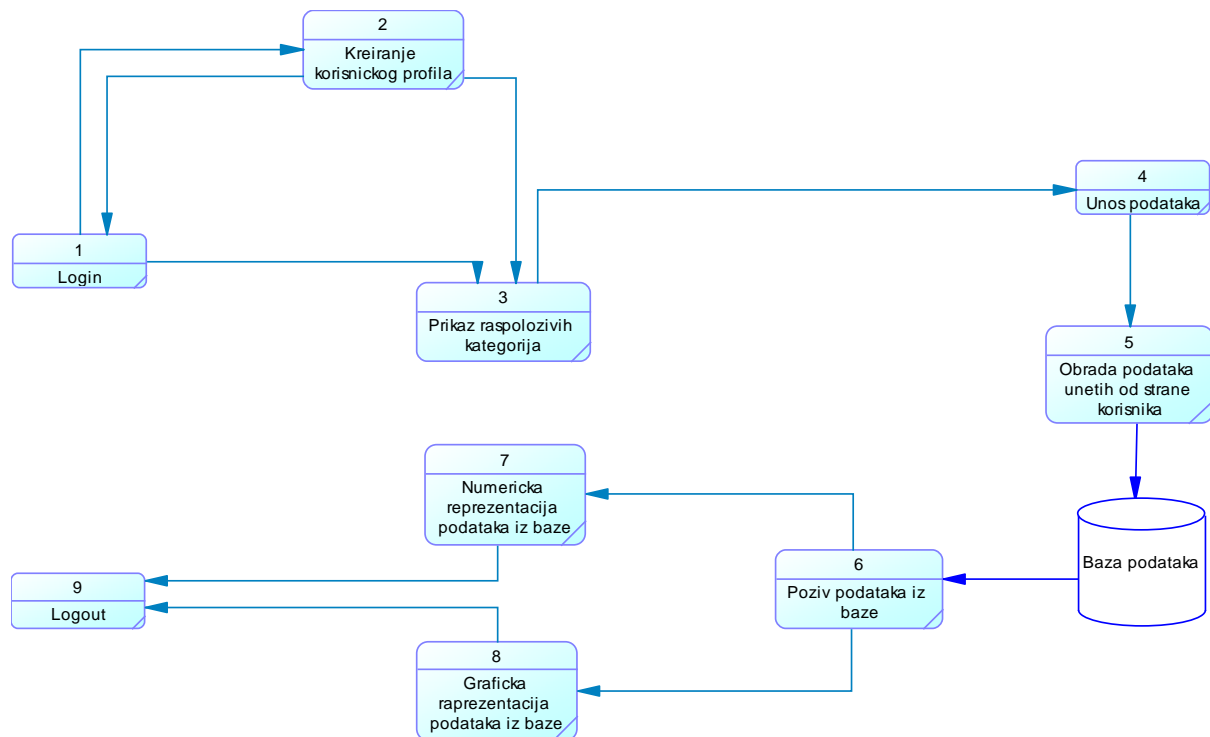 2
Kreiranje
korisnickog profila
4
Unos podataka
1
Login
3
Prikaz raspolozivih
kategorija
5
Obrada podataka
unetih od strane
korisnika
7
Numericka
reprezentacija
podataka iz baze
Baza podataka
6
Poziv podataka iz
baze
9
Logout
8
Graficka
raprezentacija
podataka iz baze